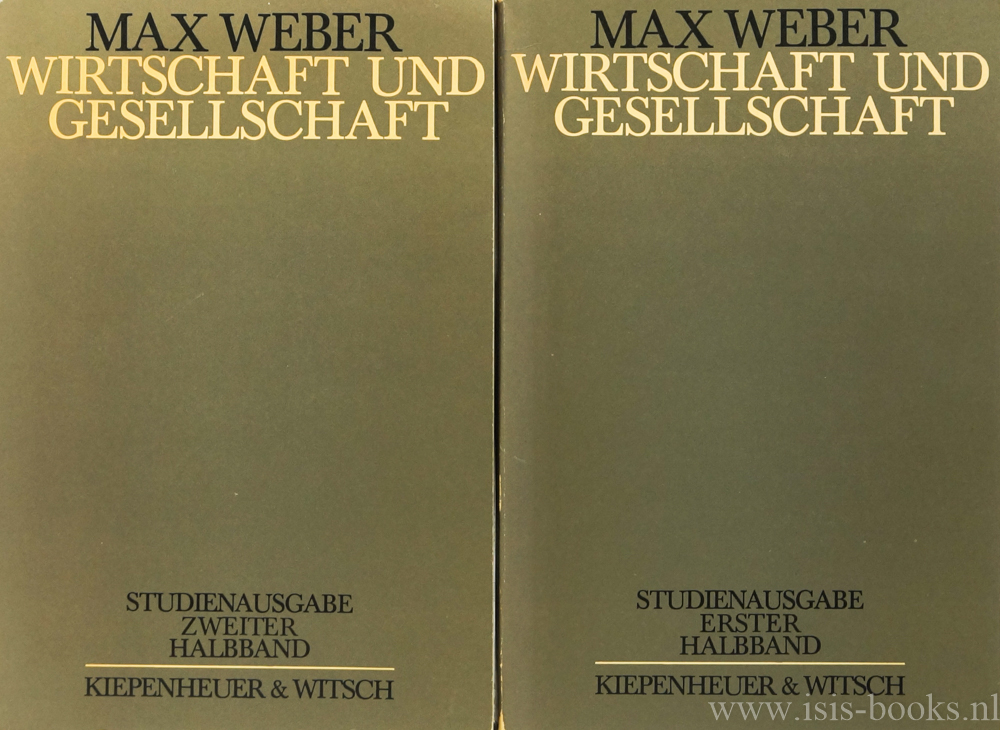 MAX WEBER
WIRTSCHAFT UND
GESELLSCHAFT
STUDIENAUSGABE
ZWEITER
HALBBAND
KIEPENHEUER & WITSCH
MAX WEBER
WIRTSCHAFT UND
GESELLSCHAFT
STUDIENAUSGABE
ERSTER
HALBBAND
KIEPENHEUER & WITSCH
www.isis-books.nl